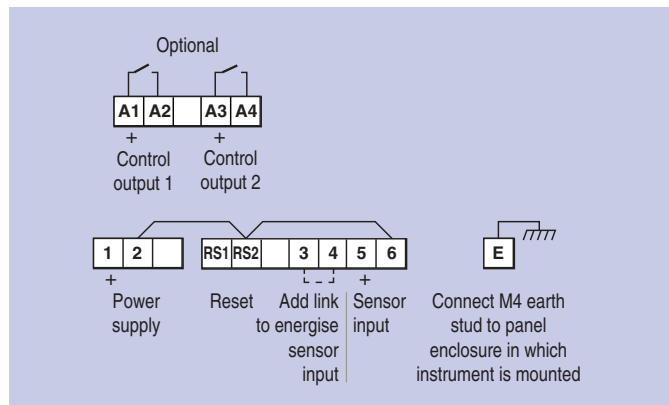 Optional
A1 A2 A3 A4
+ +
Control Control
output 1 output 2
1 2 RS1 RS2 3 4 5 6 E
+ +
Power supply
Reset
Add link to energise sensor input
Sensor input
Connect M4 earth
stud to panel
enclosure in which
instrument is mounted